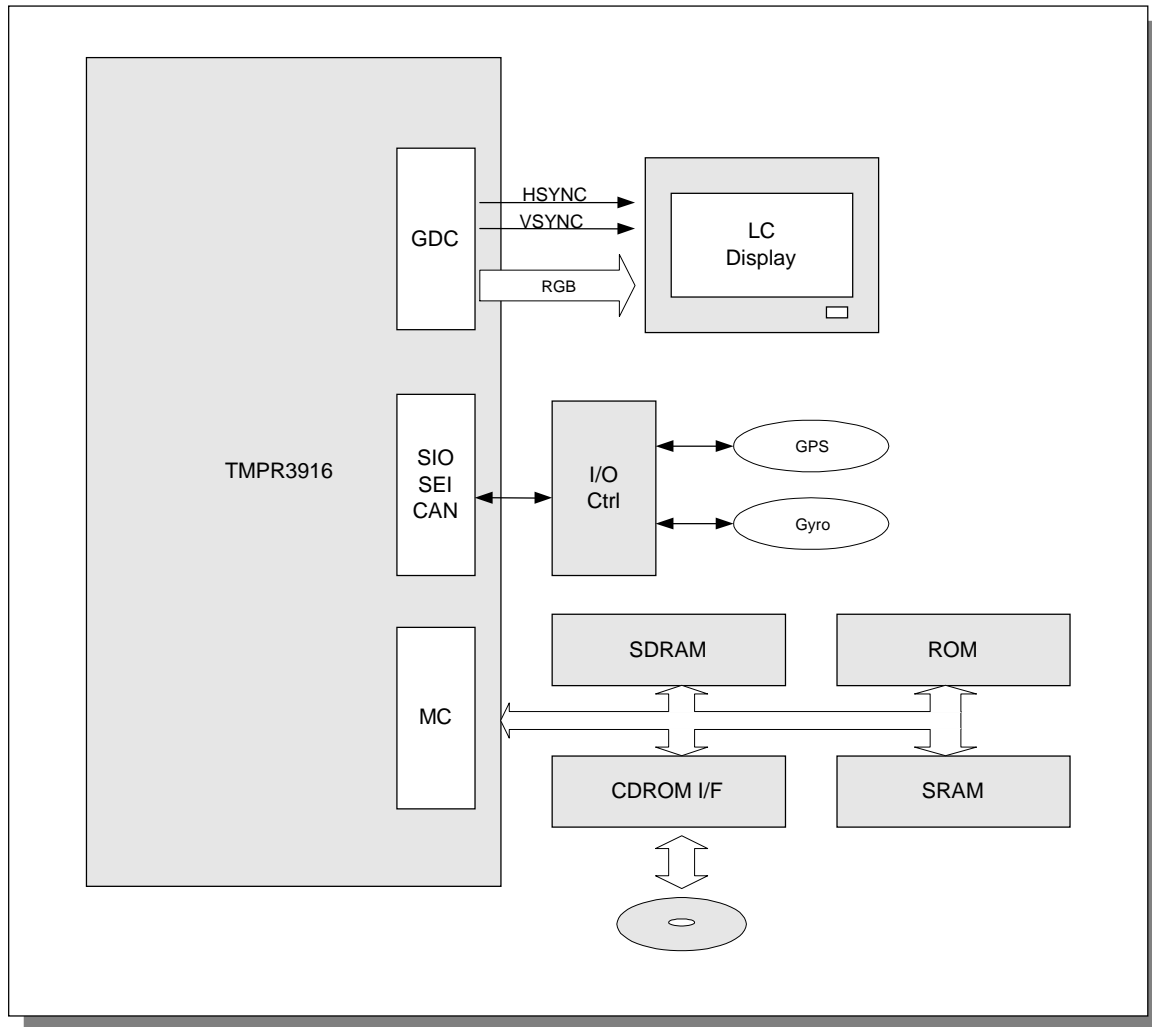 HSYNC
VSYNC
GDC
RGB
LC
Display
TMPR3916
SIO
SEI
CAN
I/O
Ctrl
GPS
Gyro
MC
SDRAM
ROM
CDROM I/F
SRAM